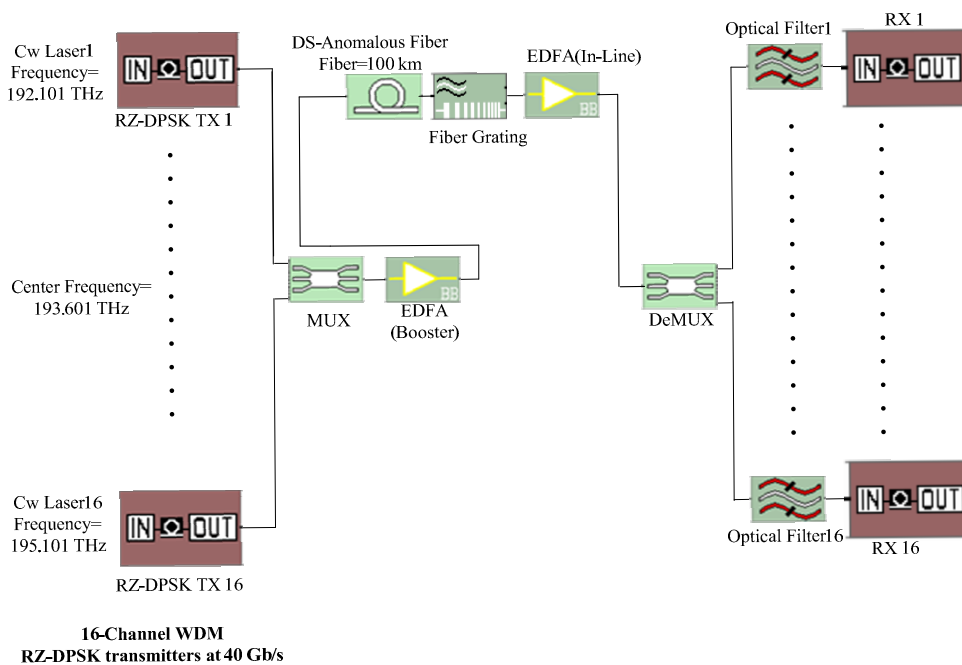 Cw Laser1
Frequency=
192.101 THz
IN OUT
RZ-DPSK TX 1
DS-Anomalous Fiber
Fiber=100 km
Fiber Grating
EDFA(In-Line)
BB
Optical Filter1
RX 1
IN OUT
Center Frequency=
193.601 THz
MUX
BB
EDFA
(Booster)
DeMUX
Cw Laser16
Frequency=
195.101 THz
IN OUT
RZ-DPSK TX 16
Optical Filter16
IN OUT
RX 16
16-Channel WDM
RZ-DPSK transmitters at 40 Gb/s